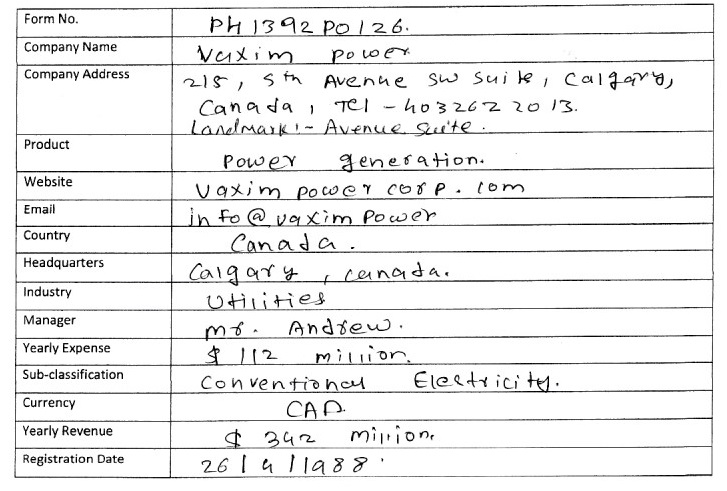 Form No. PH1392PO126.
Company Name Vaxim power
Company Address 215, 5th Avenue SW Suite, Calgary,
Canada, Tel - 403262 2013.
Landmark:- Avenue Suite.
Product Power generation.
Website vaxim power corp. com
Email info@vaxim Power
Country Canada.
Headquarters Calgary, canada.
Industry Utilities
Manager Mr. Andrew.
Yearly Expense $ 112 million.
Sub-classification Conventional Electricity.
Currency CAD.
Yearly Revenue $ 342 million.
Registration Date 26/4/1988.